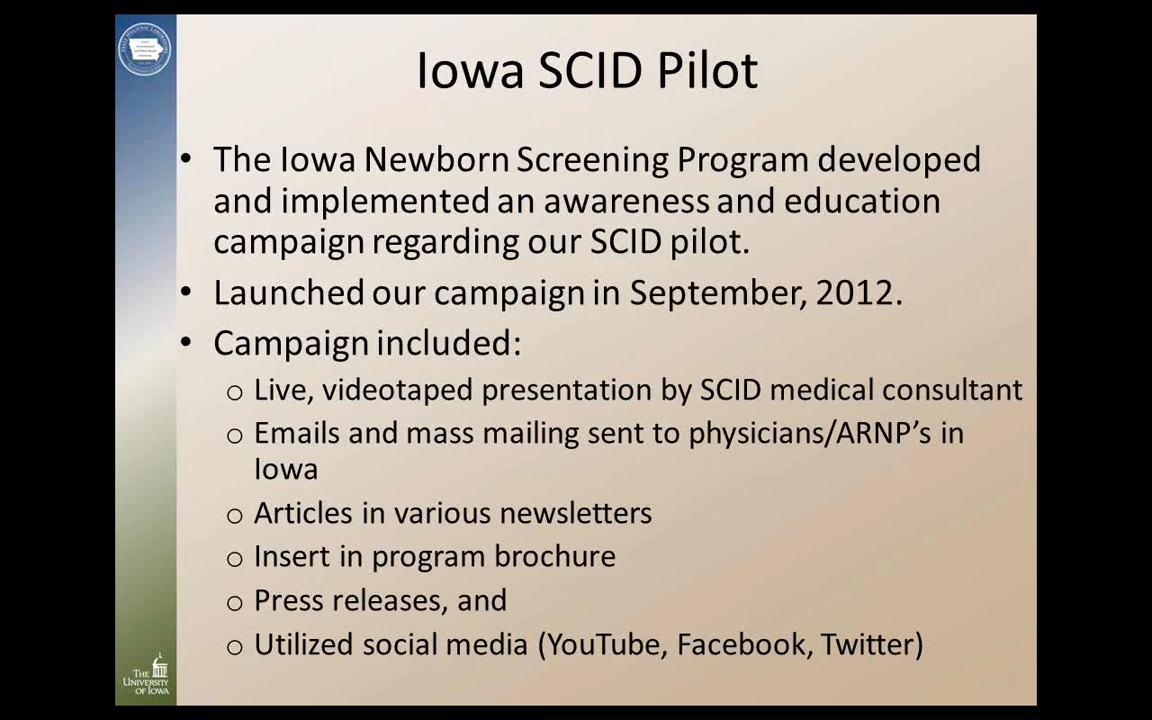 Iowa SCID Pilot
• The Iowa Newborn Screening Program developed
and implemented an awareness and education
campaign regarding our SCID pilot.
• Launched our campaign in September, 2012.
• Campaign included:
o Live, videotaped presentation by SCID medical consultant
o Emails and mass mailing sent to physicians/ARNP's in
Iowa
o Articles in various newsletters
o Insert in program brochure
o Press releases, and
o Utilized social media (YouTube, Facebook, Twitter)
THE
UNIVERSITY
OF IOWA